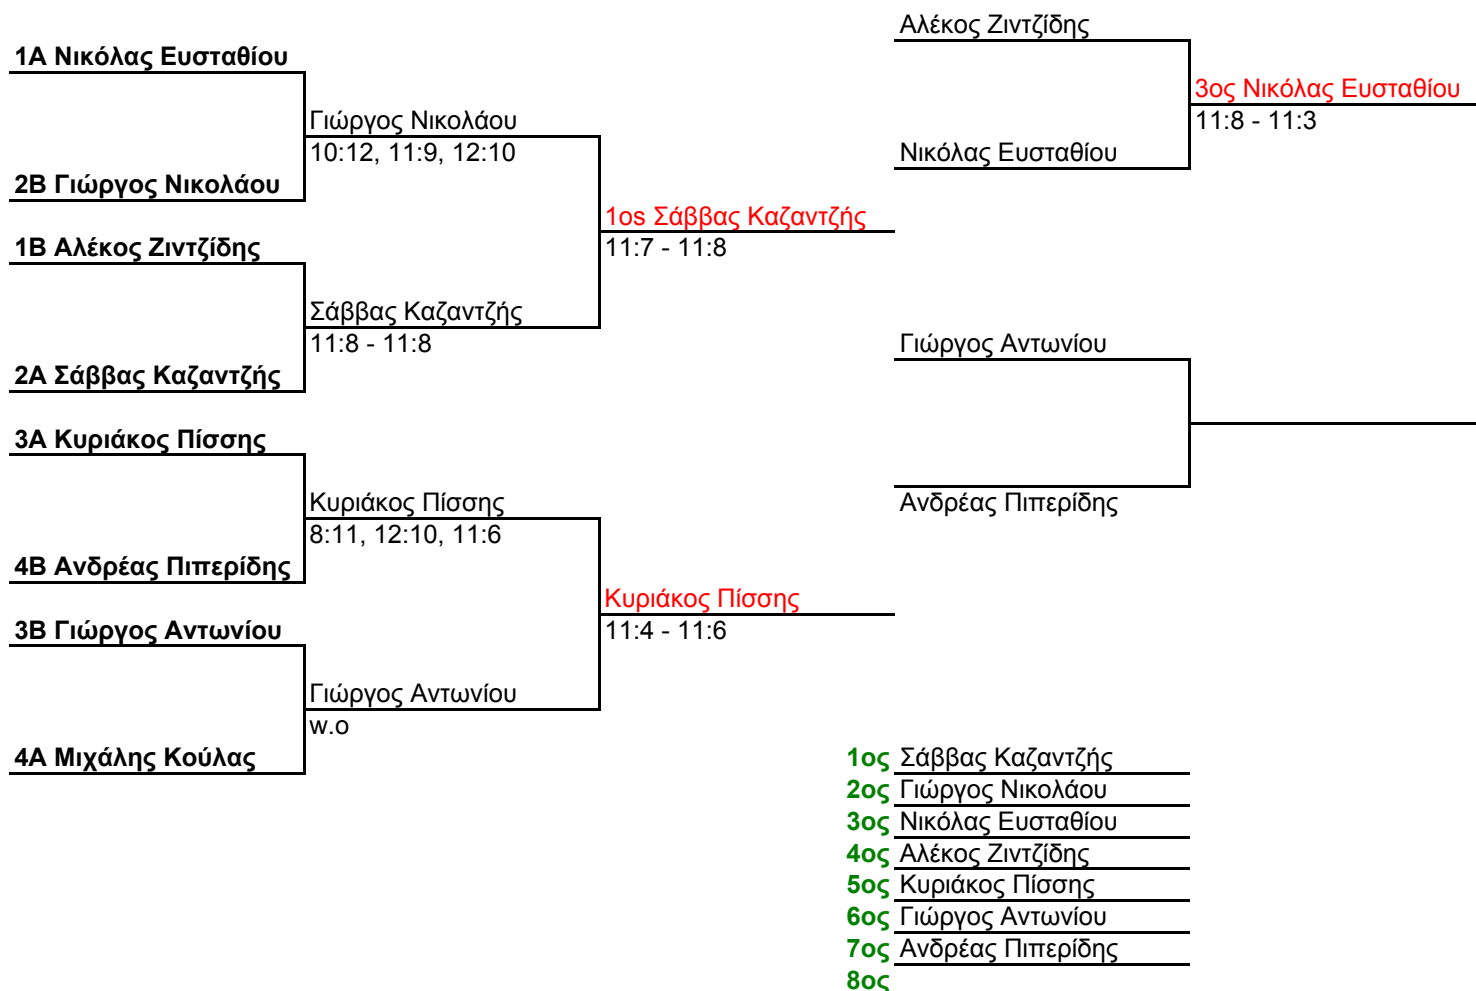 Αλέκος Ζιντζίδης
1Α Νικόλας Ευσταθίου
3ος Νικόλας Ευσταθίου
Γιώργος Νικολάου
11:8 - 11:3
10:12, 11:9, 12:10
Νικόλας Ευσταθίου
2Β Γιώργος Νικολάου
1os Σάββας Καζαντζής
1Β Αλέκος Ζιντζίδης
11:7 - 11:8
Σάββας Καζαντζής
11:8 - 11:8
Γιώργος Αντωνίου
2Α Σάββας Καζαντζής
3Α Κυριάκος Πίσσης
Κυριάκος Πίσσης
Ανδρέας Πιπερίδης
8:11, 12:10, 11:6
4Β Ανδρέας Πιπερίδης
Κυριάκος Πίσσης
3Β Γιώργος Αντωνίου
11:4 - 11:6
Γιώργος Αντωνίου
w.o
4Α Μιχάλης Κούλας
1ος Σάββας Καζαντζής
2ος Γιώργος Νικολάου
3ος Νικόλας Ευσταθίου
4ος Αλέκος Ζιντζίδης
5ος Κυριάκος Πίσσης
6ος Γιώργος Αντωνίου
7ος Ανδρέας Πιπερίδης
8ος